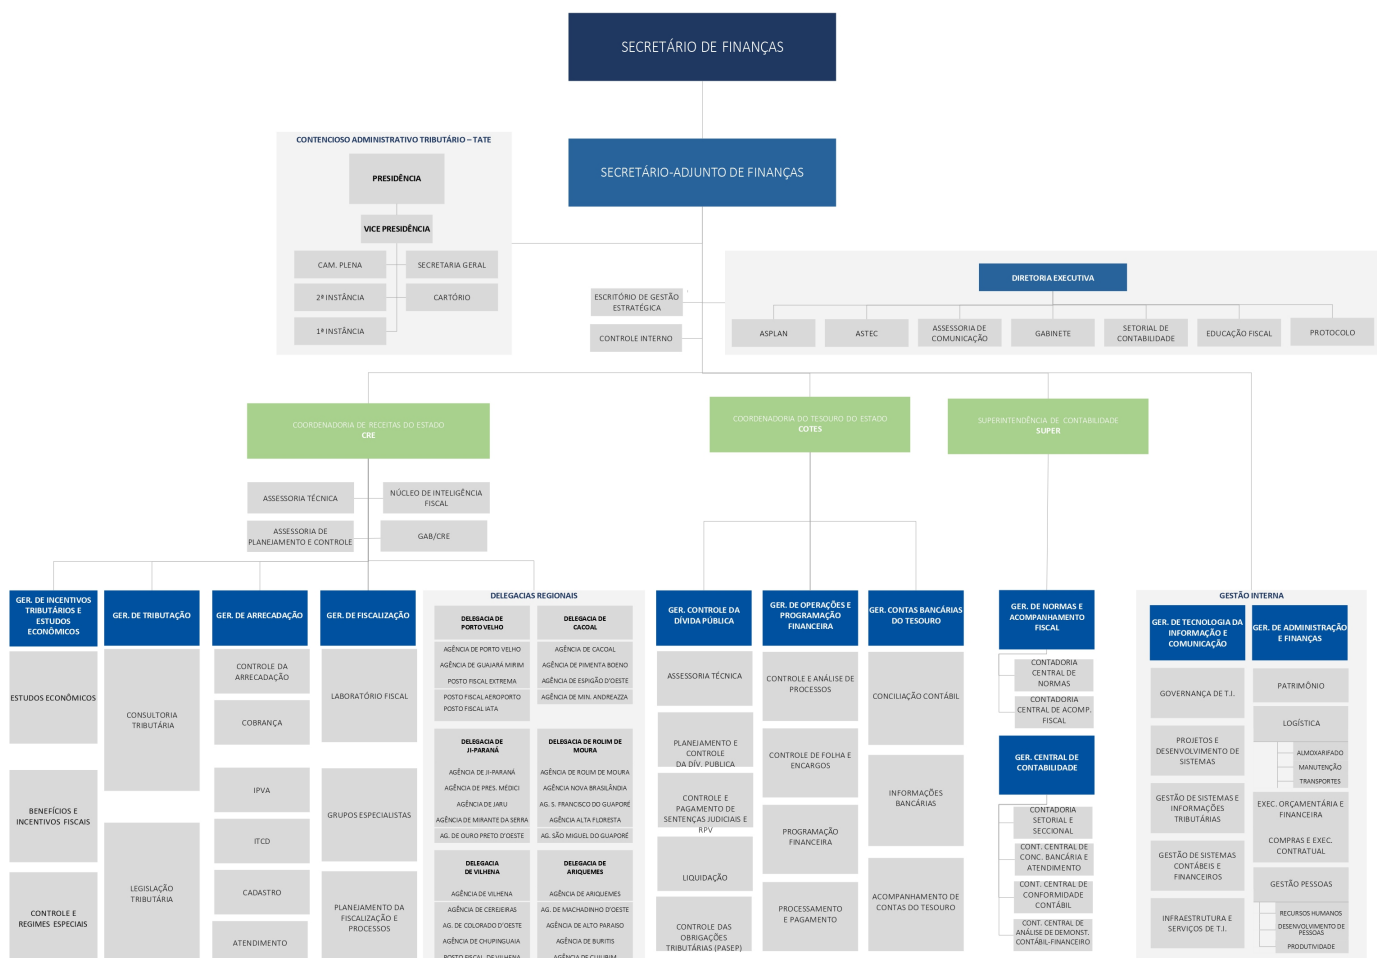 SECRETÁRIO DE FINANÇAS
CONTENCIOSO ADMINISTRATIVO TRIBUTÁRIO – TATE
PRESIDÊNCIA
VICE PRESIDÊNCIA
CAM. PLENA
SECRETARIA GERAL
2ª INSTÂNCIA
CARTÓRIO
1ª INSTÂNCIA
SECRETÁRIO-ADJUNTO DE FINANÇAS
ESCRITÓRIO DE GESTÃO
ESTRATÉGICA
CONTROLE INTERNO
DIRETORIA EXECUTIVA
ASPLAN
ASTEC
ASSESSORIA DE
COMUNICAÇÃO
GABINETE
SETORIAL DE
CONTABILIDADE
EDUCAÇÃO FISCAL
PROTOCOLO
COORDENADORIA DE RECEITAS DO ESTADO
CRE
COORDENADORIA DO TESOURO DO ESTADO
COTES
SUPERINTENDÊNCIA DE CONTABILIDADE
SUPER
ASSESSORIA TÉCNICA
NÚCLEO DE INTELIGÊNCIA
FISCAL
ASSESSORIA DE
PLANEJAMENTO E CONTROLE
GAB/CRE
GER. DE INCENTIVOS
TRIBUTÁRIOS E
ESTUDOS
ECONÔMICOS
ESTUDOS ECONÔMICOS
BENEFÍCIOS E
INCENTIVOS FISCAIS
CONTROLE E
REGIMES ESPECIAIS
GER. DE TRIBUTAÇÃO
CONSULTORIA
TRIBUTÁRIA
LEGISLAÇÃO
TRIBUTÁRIA
GER. DE ARRECADAÇÃO
CONTROLE DA
ARRECADAÇÃO
COBRANÇA
IPVA
ITCD
CADASTRO
ATENDIMENTO
GER. DE FISCALIZAÇÃO
LABORATÓRIO FISCAL
GRUPOS ESPECIALISTAS
PLANEJAMENTO DA
FISCALIZAÇÃO E
PROCESSOS
DELEGACIAS REGIONAIS
DELEGACIA DE
PORTO VELHO
AGÊNCIA DE PORTO VELHO
AGÊNCIA DE GUAJARÁ MIRIM
POSTO FISCAL EXTREMA
POSTO FISCAL AEROPORTO
POSTO FISCAL IATA
DELEGACIA DE
CACOAL
AGÊNCIA DE CACOAL
AGÊNCIA DE PIMENTA BOENO
AGÊNCIA DE ESPIGÃO D'OESTE
AGÊNCIA DE MIN. ANDREAZZA
DELEGACIA DE
JI-PARANÁ
AGÊNCIA DE JI-PARANÁ
AGÊNCIA DE PRES. MÉDICI
AGÊNCIA DE JARU
AGÊNCIA DE MIRANTE DA SERRA
AG. DE OURO PRETO D'OESTE
DELEGACIA DE ROLIM DE
MOURA
AGÊNCIA DE ROLIM DE MOURA
AGÊNCIA NOVA BRASILÂNDIA
AG. S. FRANCISCO DO GUAPORÉ
AGÊNCIA ALTA FLORESTA
AG. SÃO MIGUEL DO GUAPORÉ
DELEGACIA
DE VILHENA
AGÊNCIA DE VILHENA
AGÊNCIA DE CEREJEIRAS
AG. DE COLORADO D'OESTE
AGÊNCIA DE CHUPINGUAIA
POSTO FISCAL DE VILHENA
DELEGACIA DE
ARIQUEMES
AGÊNCIA DE ARIQUEMES
AG. DE MACHADINHO D'OESTE
AGÊNCIA DE ALTO PARAISO
AGÊNCIA DE BURITIS
AGÊNCIA DE CUJUBIM
GER. CONTROLE DA
DÍVIDA PÚBLICA
ASSESSORIA TÉCNICA
PLANEJAMENTO E
CONTROLE
DA DÍV. PUBLICA
CONTROLE E
PAGAMENTO DE
SENTENÇAS JUDICIAIS E
RPV
LIQUIDAÇÃO
CONTROLE DAS
OBRIGAÇÕES
TRIBUTÁRIAS (PASEP)
GER. DE OPERAÇÕES E
PROGRAMAÇÃO
FINANCEIRA
CONTROLE E ANÁLISE DE
PROCESSOS
CONTROLE DE FOLHA E
ENCARGOS
PROGRAMAÇÃO
FINANCEIRA
PROCESSAMENTO
E PAGAMENTO
GER. CONTAS BANCÁRIAS
DO TESOURO
CONCILIAÇÃO CONTÁBIL
INFORMAÇÕES
BANCÁRIAS
ACOMPANHAMENTO DE
CONTAS DO TESOURO
GER. DE NORMAS E
ACOMPANHAMENTO
FISCAL
CONTADORIA
CENTRAL DE
NORMAS
CONTADORIA
CENTRAL DE ACOMP.
FISCAL
GER. CENTRAL DE
CONTABILIDADE
CONTADORIA
SETORIAL E
SECCIONAL
CONT. CENTRAL DE
CONC. BANCÁRIA E
ATENDIMENTO
CONT. CENTRAL DE
CONFORMIDADE
CONTÁBIL
CONT. CENTRAL DE
ANÁLISE DE DEMONST.
CONTÁBIL-FINANCEIRO
GESTÃO INTERNA
GER. DE TECNOLOGIA DA
INFORMAÇÃO E
COMUNICAÇÃO
GOVERNANÇA DE T.I.
PROJETOS E
DESENVOLVIMENTO DE
SISTEMAS
GESTÃO DE SISTEMAS E
INFORMAÇÕES
TRIBUTÁRIAS
GESTÃO DE SISTEMAS
CONTÁBEIS E
FINANCEIROS
INFRAESTRUTURA E
SERVIÇOS DE T.I.
GER. DE ADMINISTRAÇÃO
E FINANÇAS
PATRIMÔNIO
LOGÍSTICA
ALMOXARIFADO
MANUTENÇÃO
TRANSPORTES
EXEC. ORÇAMENTÁRIA E
FINANCEIRA
COMPRAS E EXEC.
CONTRATUAL
GESTÃO PESSOAS
RECURSOS HUMANOS
DESENVOLVIMENTO DE
PESSOAS
PRODUTIVIDADE